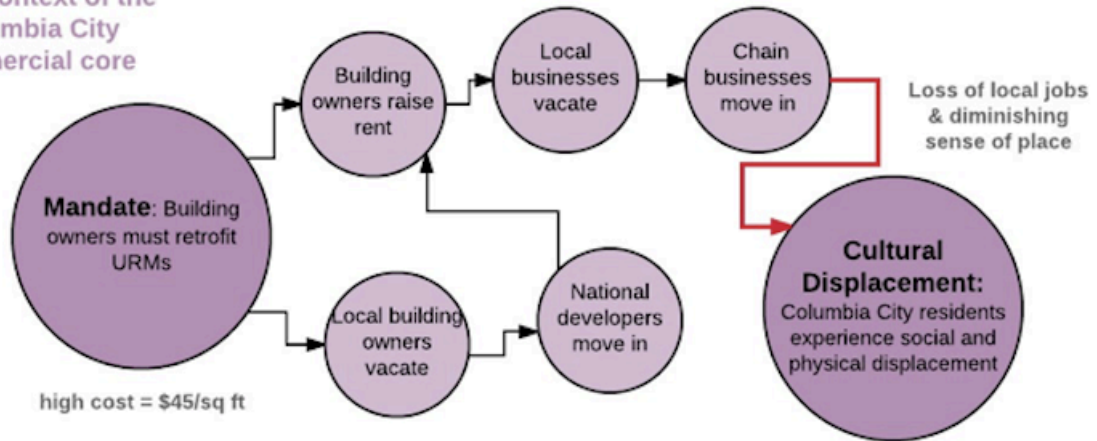 mbia City
ercial core
Mandate: Building
owners must retrofit
URMs
high cost = $45/sq ft
Building
owners raise
rent
Local
businesses
vacate
Chain
businesses
move in
Local building
owners
vacate
National
developers
move in
Loss of local jobs
& diminishing
sense of place
Cultural
Displacement:
Columbia City residents
experience social and
physical displacement